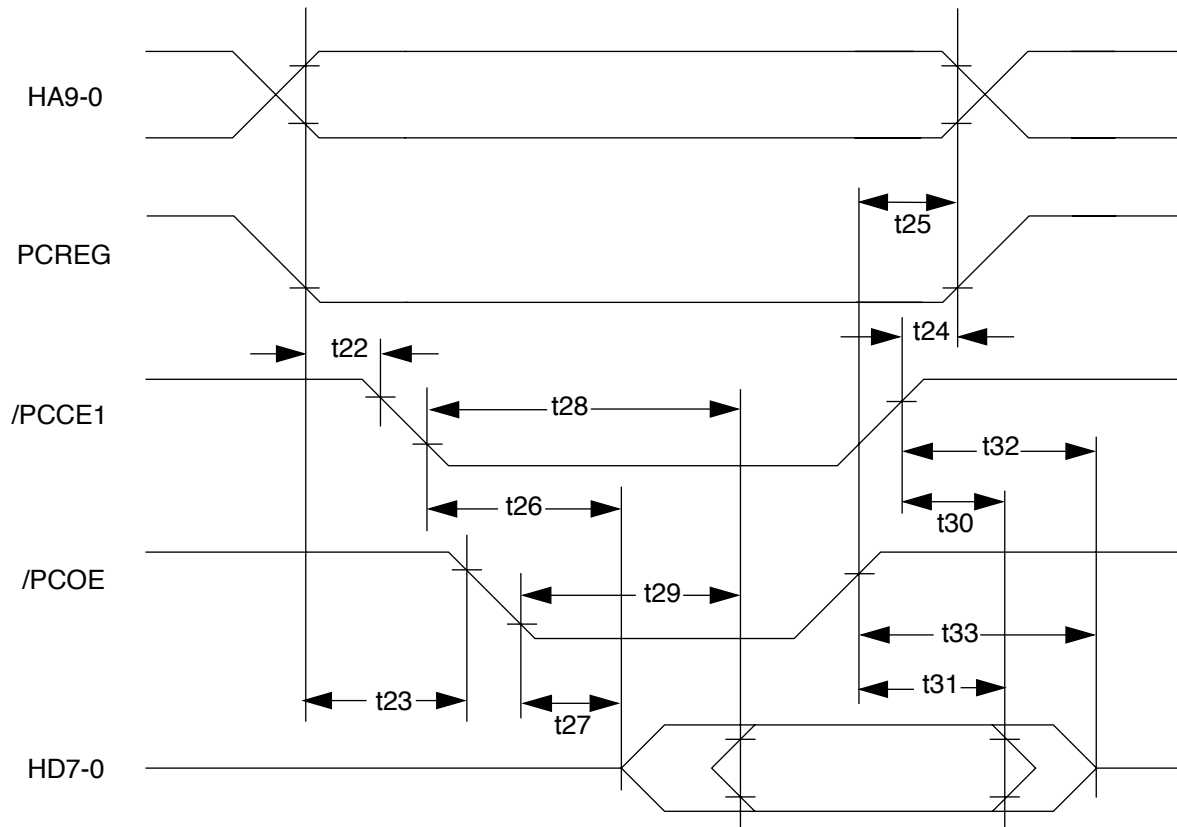 HA9-0
t25
PCREG
t24
t22
/PCCE1
t28
t32
t26
t30
/PCOE
t29
t33
t31
t23
t27
HD7-0